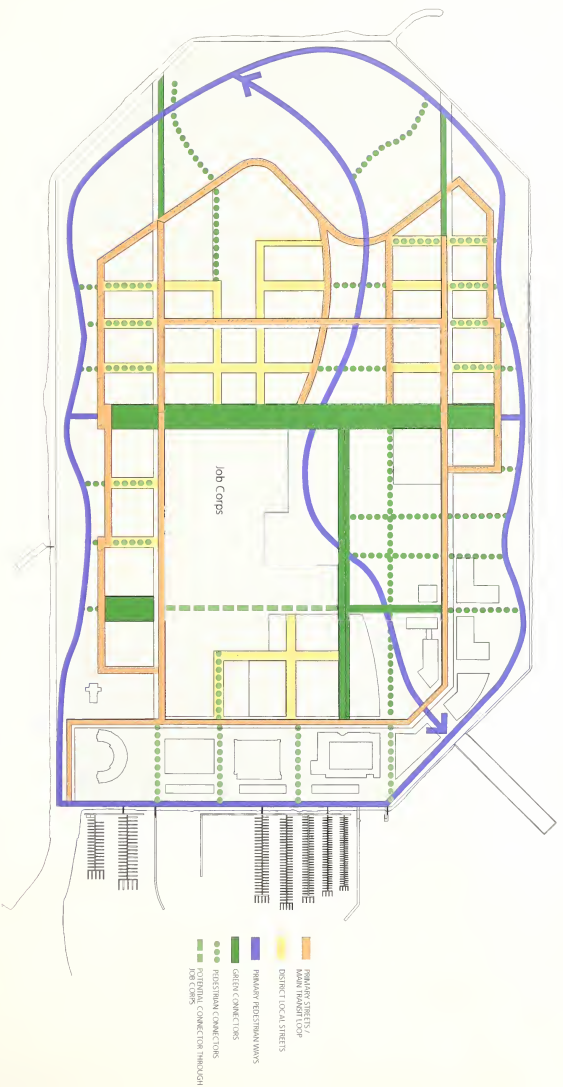 Job Corps
PRIMARY STREETS /
MAIN TRANSIT LOOP
DISTRICT LOCAL STREETS
PRIMARY PEDESTRIAN WAYS
GREEN CONNECTORS
PEDESTRIAN CONNECTORS
POTENTIAL CONNECTOR THROUGH
JOB CORPS